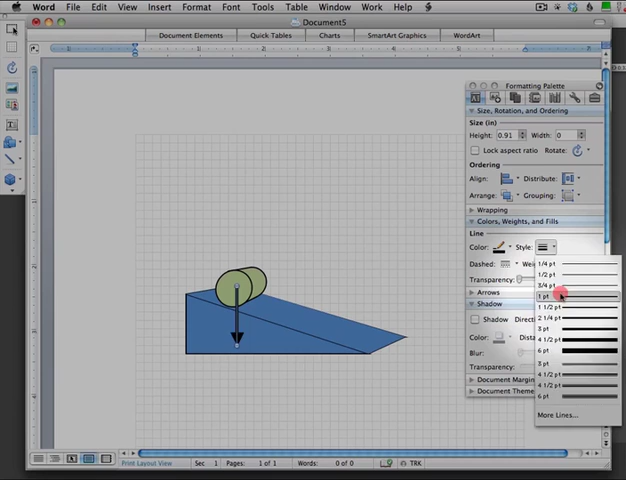 Word File Edit View Insert Format Font Tools Table Window Work Help
Document5
Document Elements Quick Tables Charts SmartArt Graphics WordArt
Formatting Palette
Size, Rotation, and Ordering
Size (in)
Height: 0.91 Width: 0
Lock aspect ratio Rotate:
Ordering
Align: Distribute:
Arrange: Grouping:
Wrapping
Colors, Weights, and Fills
Line
Color: Style:
Dashed:
Transparency:
Arrows
Shadow
Shadow
Color:
Blur:
Transparency:
Document Margin
Document Theme
1/4 pt
1/2 pt
3/4 pt
1 pt
1 1/2 pt
2 1/4 pt
3 pt
4 1/2 pt
6 pt
3 pt
4 1/2 pt
4 1/2 pt
6 pt
More Lines...
Print Layout View Sec 1 Pages: 1 of 1 Words: 0 of 0 TRK